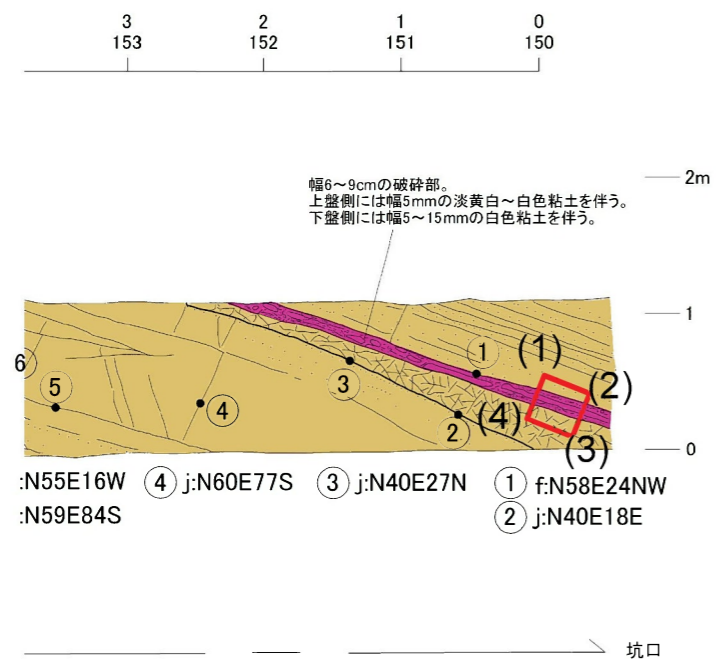 3 2 1 0
153 152 151 150
2m
幅6～9cmの破砕部。
上盤側には幅5mmの淡黄白～白色粘土を伴う。
下盤側には幅5～15mmの白色粘土を伴う。
1
(1)
1
(2)
6
3
5
4
2
(4)
(3)
0
:N55E16W ④ j:N60E77S ③ j:N40E27N ① f:N58E24NW
:N59E84S ② j:N40E18E
坑口